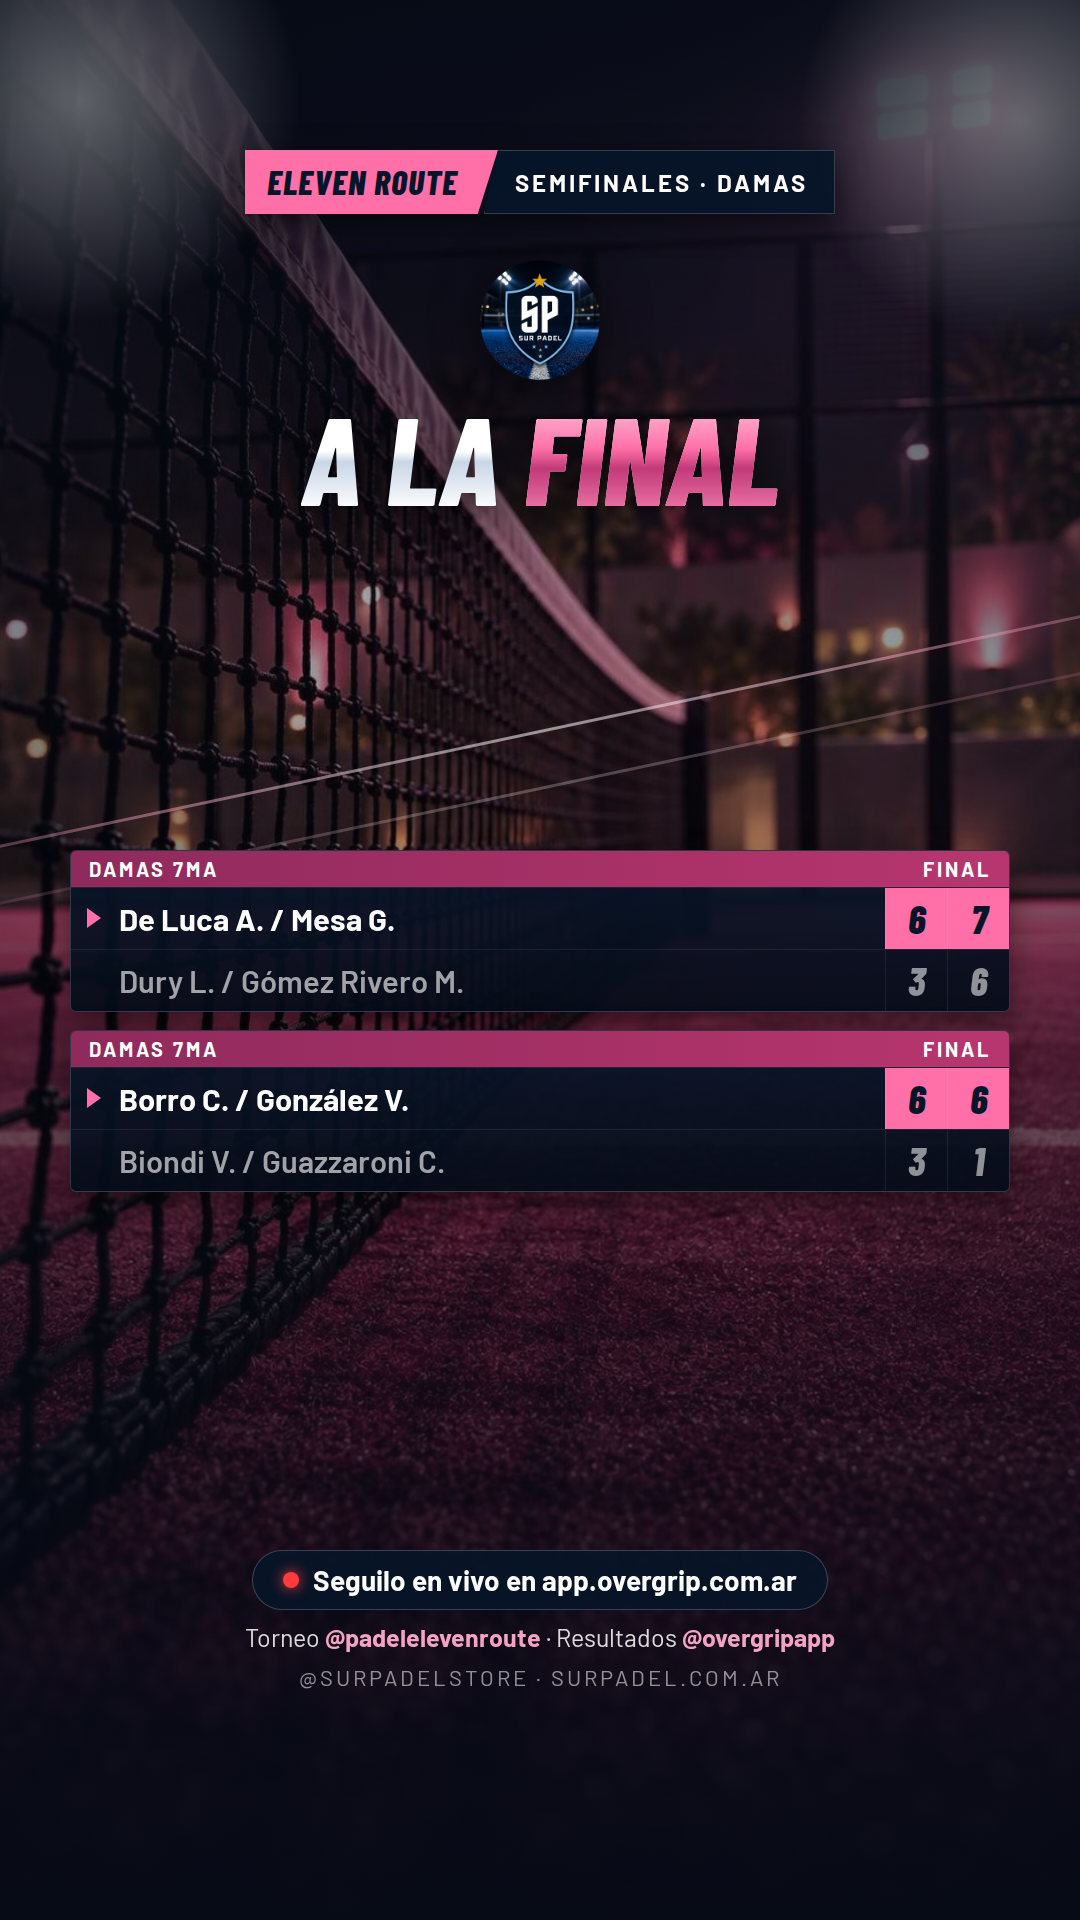 ELEVEN ROUTE SEMIFINALES · DAMAS
SP
SUR PADEL
A LA FINAL
DAMAS 7MA FINAL
De Luca A. / Mesa G. 6 7
Dury L. / Gómez Rivero M. 3 6
DAMAS 7MA FINAL
Borro C. / González V. 6 6
Biondi V. / Guazzaroni C. 3 1
Seguilo en vivo en app.overgrip.com.ar
Torneo @padelelevenroute · Resultados @overgripapp
@SURPADELSTORE · SURPADEL.COM.AR